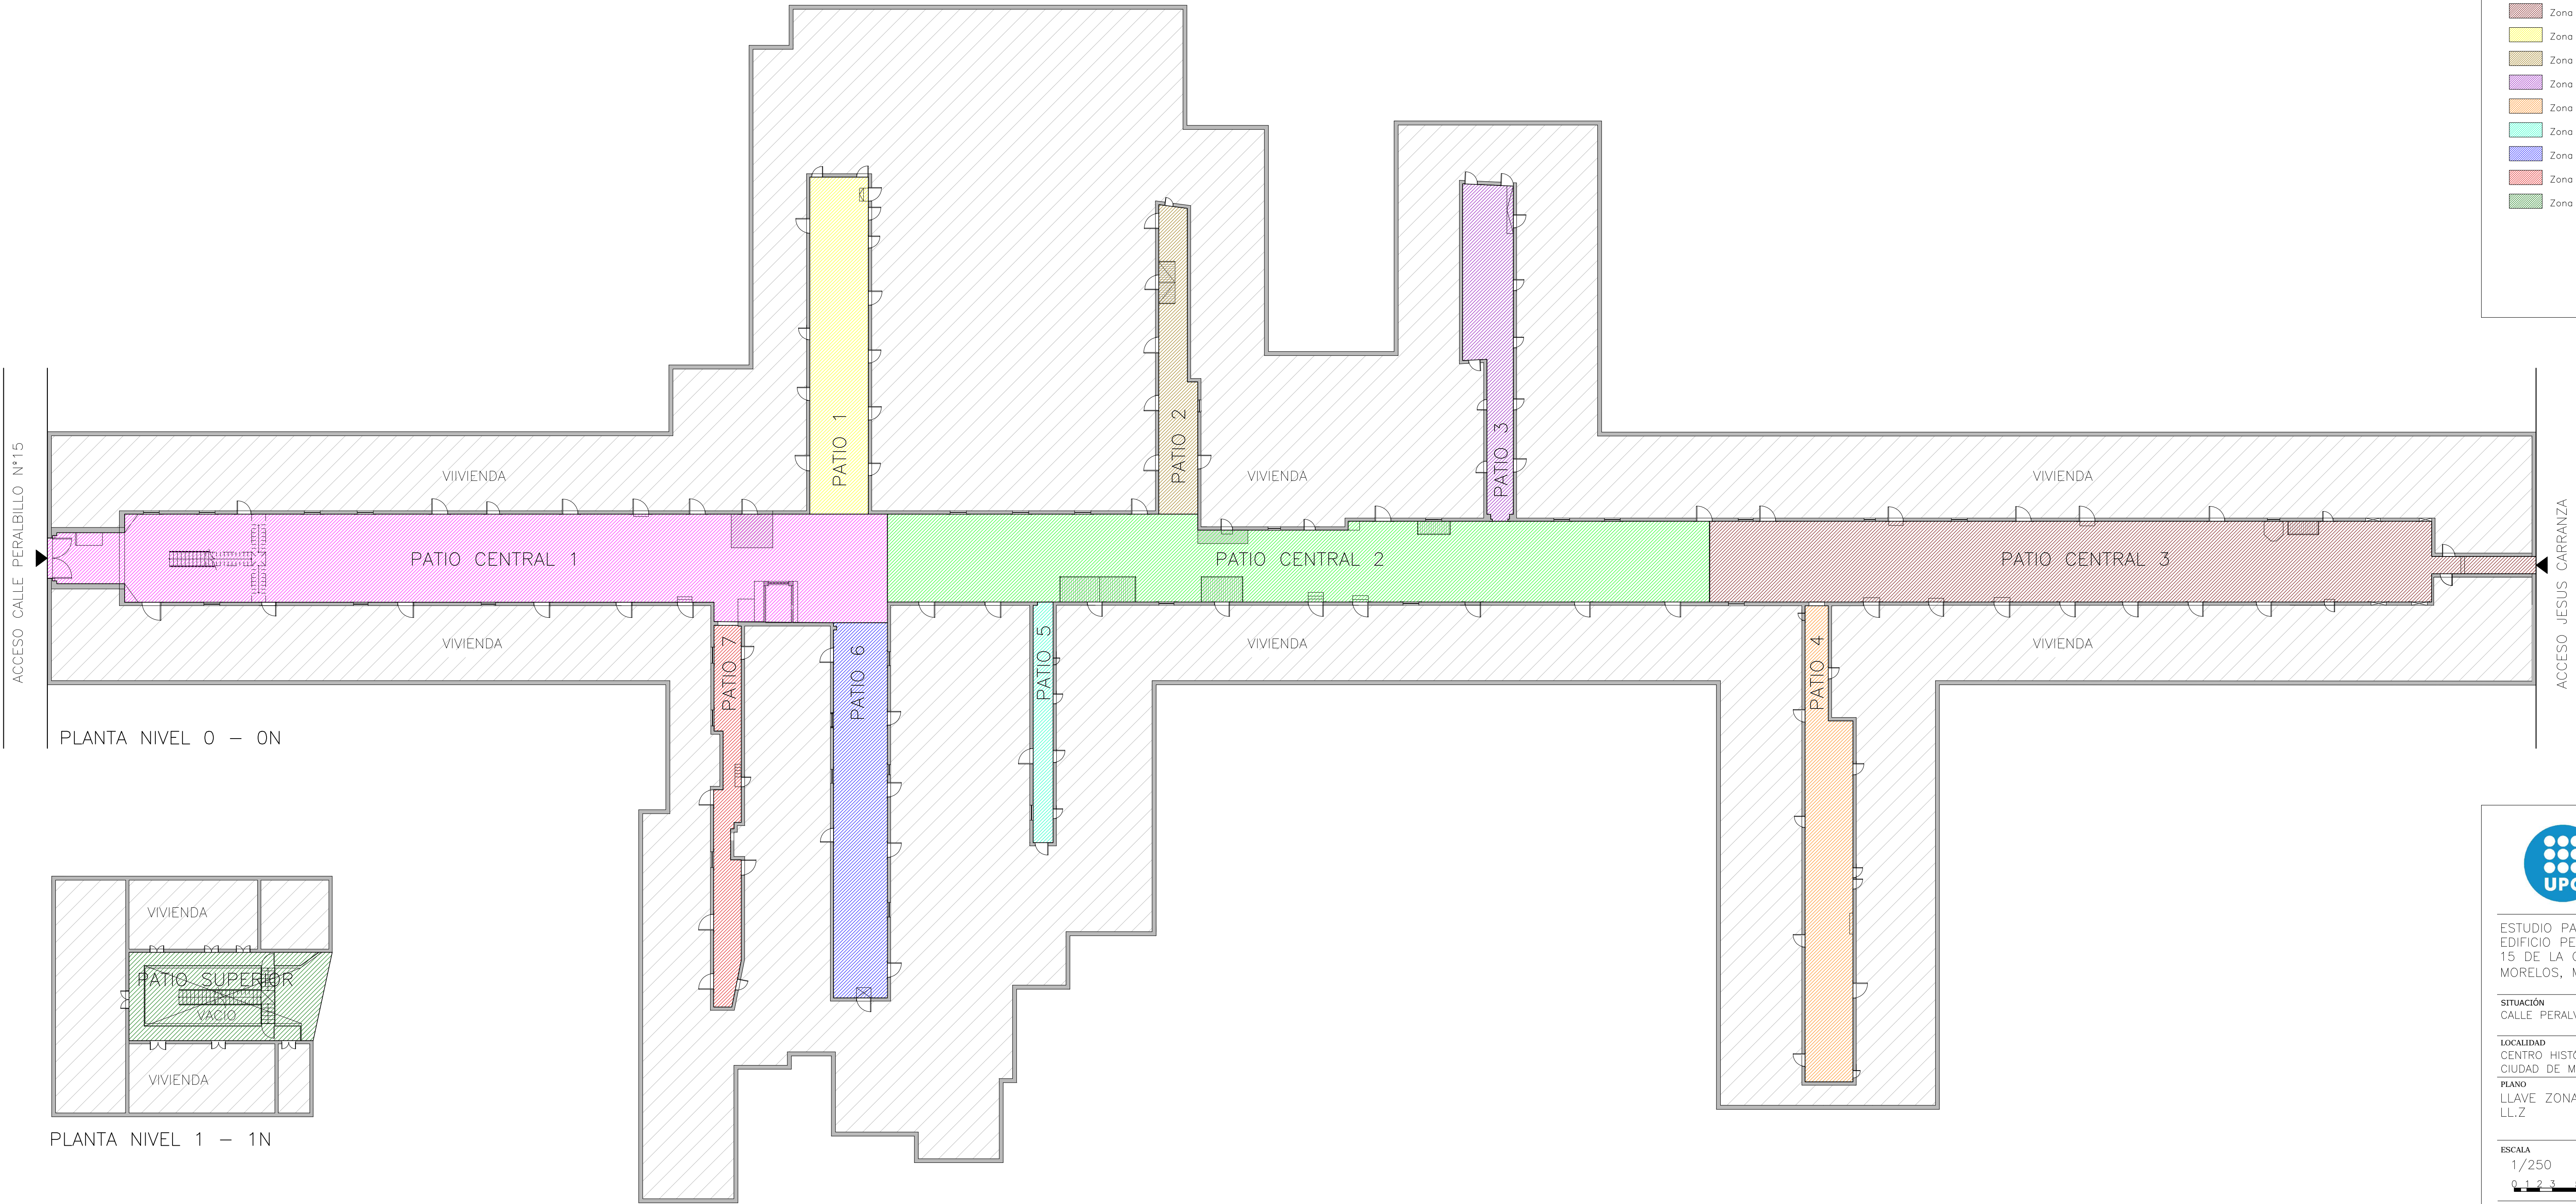 Zona
Zona
Zona
Zona
Zona
Zona
Zona
Zona
Zona
PATIO 1
PATIO 2
PATIO 3
ACCESO CALLE PERALBILLO Nº15
VIIVIENDA
VIVIENDA
VIVIENDA
PATIO CENTRAL 1
PATIO CENTRAL 2
PATIO CENTRAL 3
ACCESO JESUS CARRANZA
VIVIENDA
VIVIENDA
VIVIENDA
PATIO 7
PATIO 6
PATIO 5
PATIO 4
PLANTA NIVEL 0 – 0N
VIVIENDA
PATIO SUPERIOR
VACIO
VIVIENDA
PLANTA NIVEL 1 – 1N
UPC
ESTUDIO PA
EDIFICIO PE
15 DE LA C
MORELOS, M
SITUACIÓN
CALLE PERALV
LOCALIDAD
CENTRO HISTÓ
CIUDAD DE M
PLANO
LLAVE ZONA
LL.Z
ESCALA
1/250
0 1 2 3